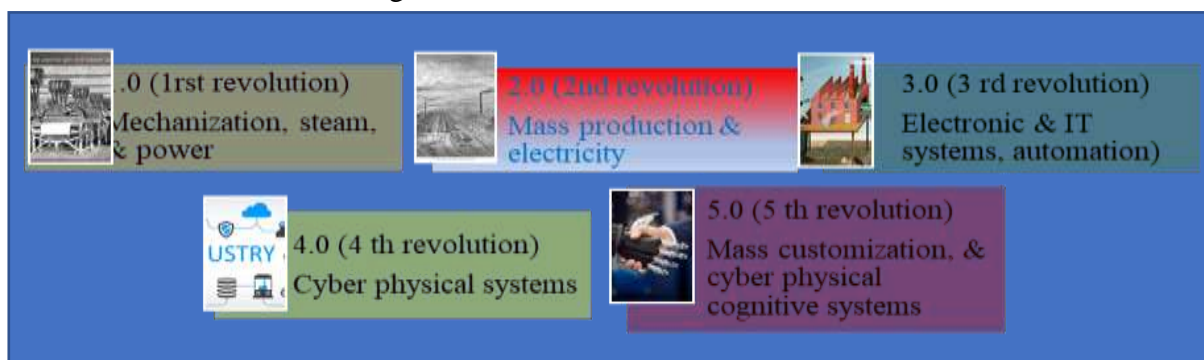 .0 (1rst revolution)
Mechanization, steam,
& power
2.0 (2nd revolution)
Mass production &
electricity
3.0 (3 rd revolution)
Electronic & IT
systems, automation)
USTRY
4.0 (4 th revolution)
Cyber physical systems
5.0 (5 th revolution)
Mass customization, &
cyber physical
cognitive systems